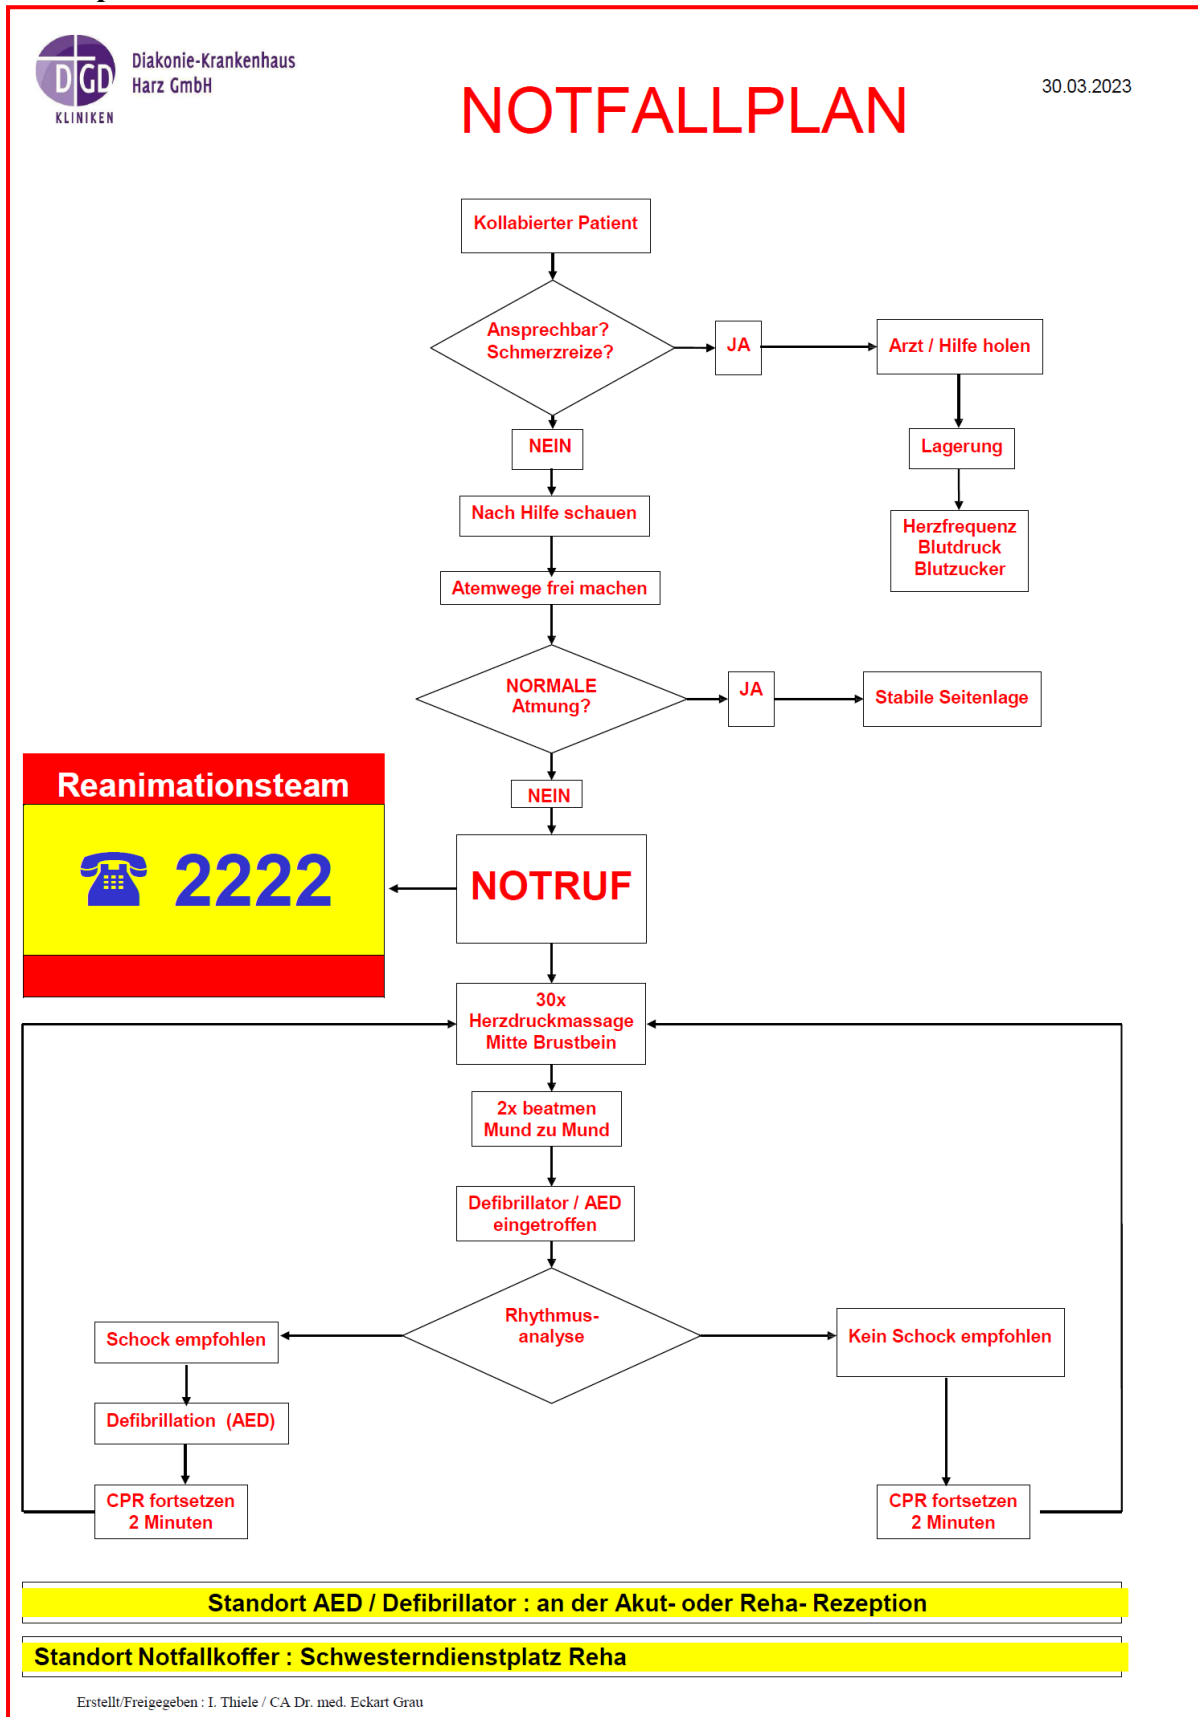 DGD
KLINIKEN
Diakonie-Krankenhaus
Harz GmbH
NOTFALLPLAN
30.03.2023
Kollabierter Patient
Ansprechbar?
Schmerzreize?
JA
Arzt / Hilfe holen
NEIN
Lagerung
Nach Hilfe schauen
Herzfrequenz
Blutdruck
Blutzucker
Atemwege frei machen
NORMALE
Atmung?
JA
Stabile Seitenlage
NEIN
Reanimationsteam
☎ 2222
NOTRUF
30x
Herzdruckmassage
Mitte Brustbein
2x beatmen
Mund zu Mund
Defibrillator / AED
eingetroffen
Rhythmus-
analyse
Schock empfohlen
Kein Schock empfohlen
Defibrillation (AED)
CPR fortsetzen
2 Minuten
CPR fortsetzen
2 Minuten
Standort AED / Defibrillator : an der Akut- oder Reha- Rezeption
Standort Notfallkoffer : Schwesterndienstplatz Reha
Erstellt/Freigegeben : I. Thiele / CA Dr. med. Eckart Grau